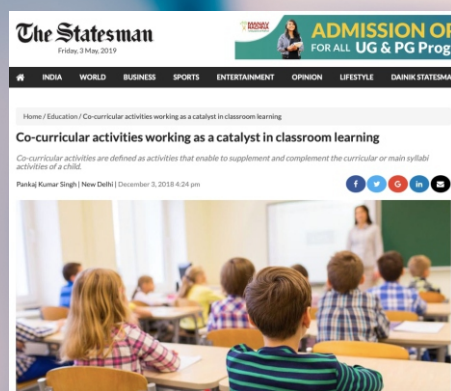 The Statesman
Friday, 3 May, 2019
ADMISSION OP
FOR ALL UG & PG Prog
INDIA WORLD BUSINESS SPORTS ENTERTAINMENT OPINION LIFESTYLE DAINIK STATESMA
Home / Education / Co-curricular activities working as a catalyst in classroom learning
Co-curricular activities working as a catalyst in classroom learning
Co-curricular activities are defined as activities that enable to supplement and complement the curricular or main syllabi
activities of a child.
Pankaj Kumar Singh | New Delhi | December 3, 2018 4:24 pm